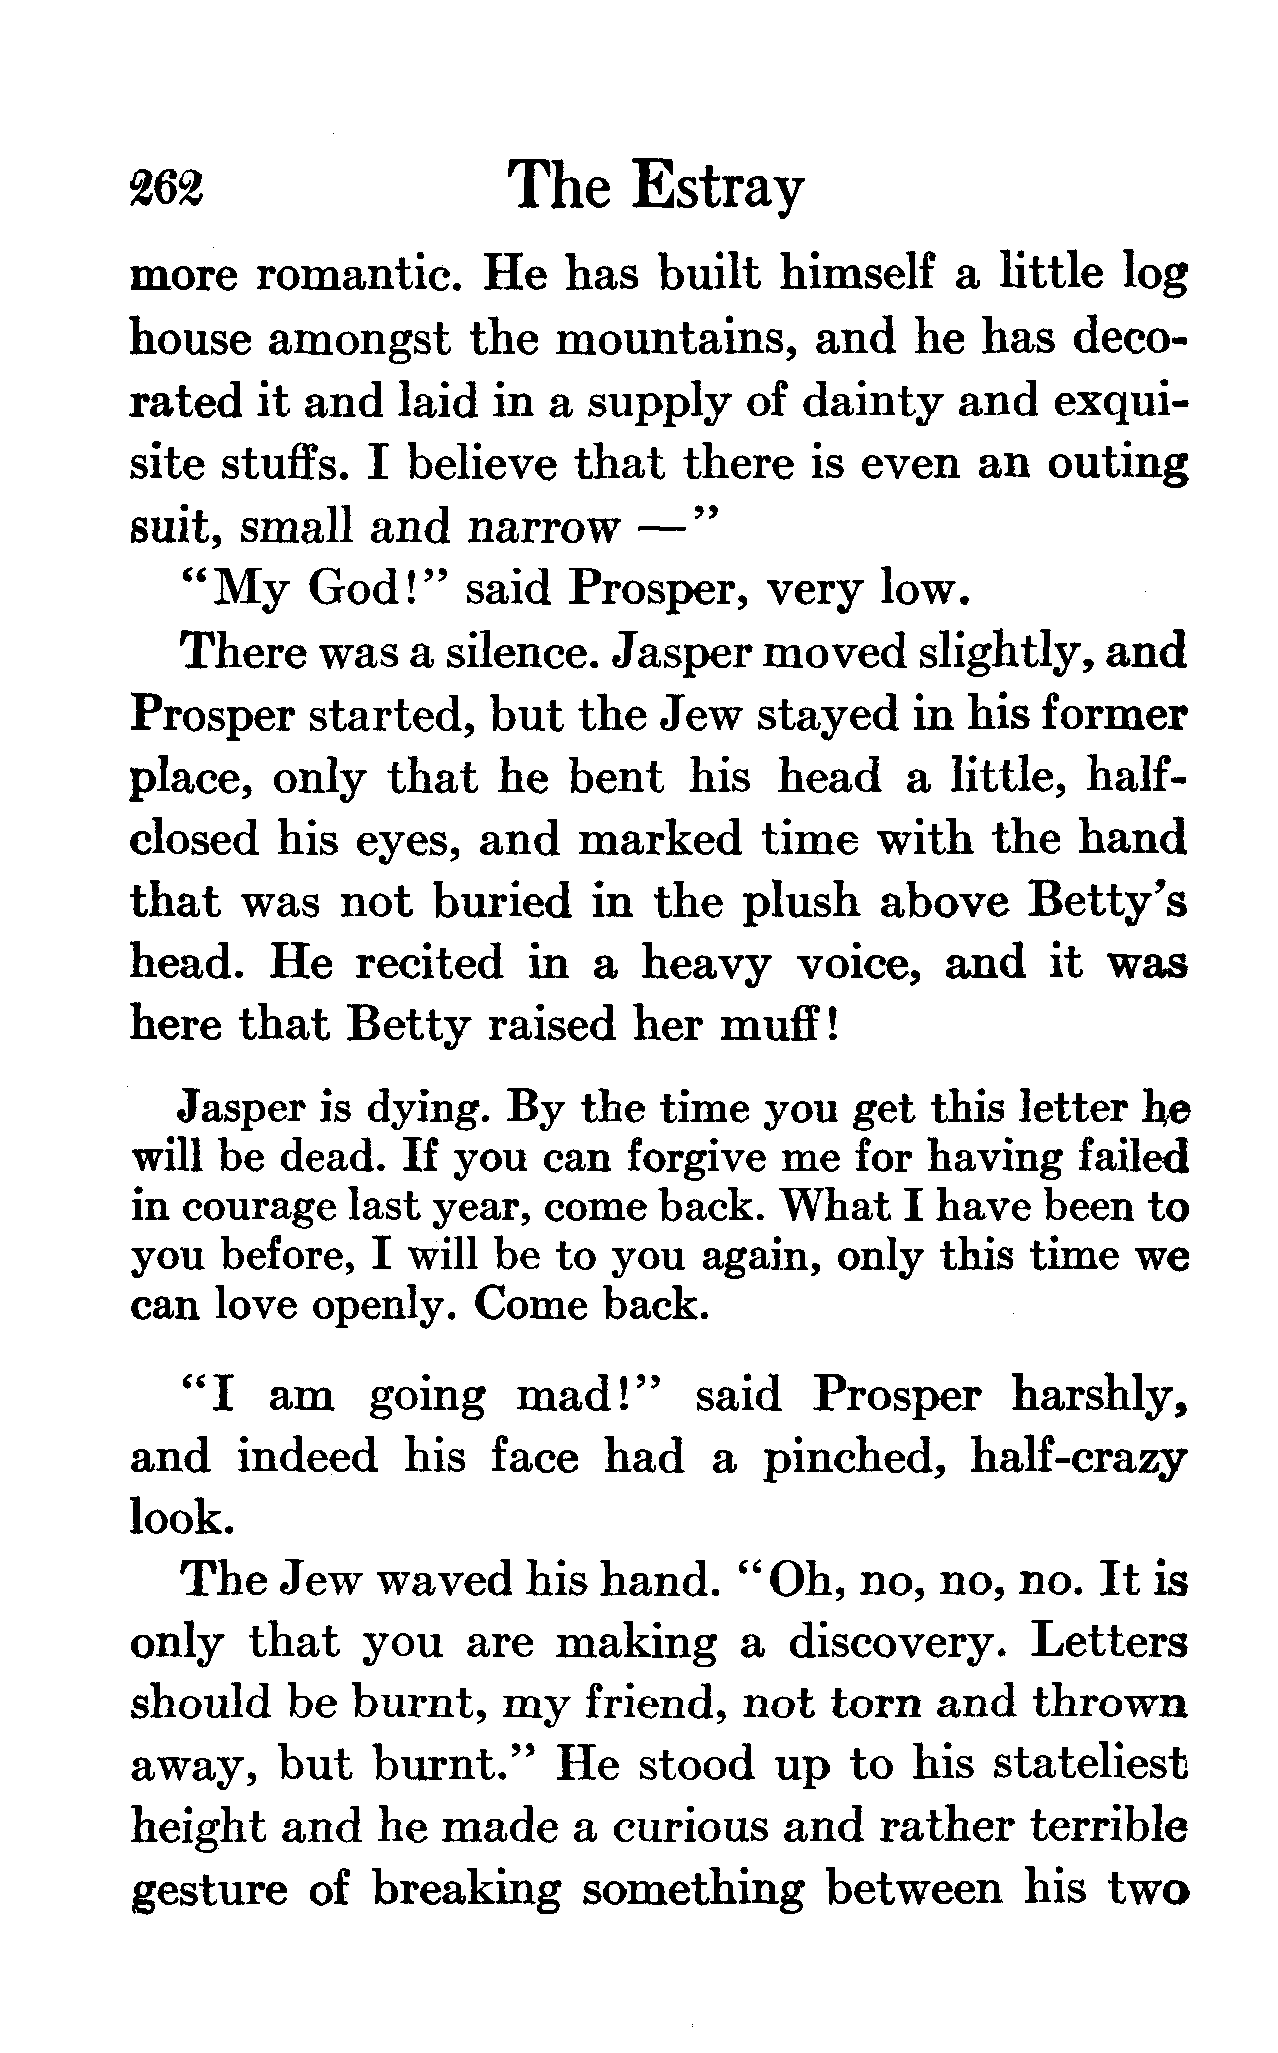 262 The Estray
more romantic. He has built himself a little log
house amongst the mountains, and he has deco-
rated it and laid in a supply of dainty and exqui-
site stuffs. I believe that there is even an outing
suit, small and narrow —”
“My God!” said Prosper, very low.
There was a silence. Jasper moved slightly, and
Prosper started, but the Jew stayed in his former
place, only that he bent his head a little, half-
closed his eyes, and marked time with the hand
that was not buried in the plush above Betty’s
head. He recited in a heavy voice, and it was
here that Betty raised her muff!
Jasper is dying. By the time you get this letter he
will be dead. If you can forgive me for having failed
in courage last year, come back. What I have been to
you before, I will be to you again, only this time we
can love openly. Come back.
“I am going mad!” said Prosper harshly,
and indeed his face had a pinched, half-crazy
look.
The Jew waved his hand. “Oh, no, no, no. It is
only that you are making a discovery. Letters
should be burnt, my friend, not torn and thrown
away, but burnt.” He stood up to his stateliest
height and he made a curious and rather terrible
gesture of breaking something between his two